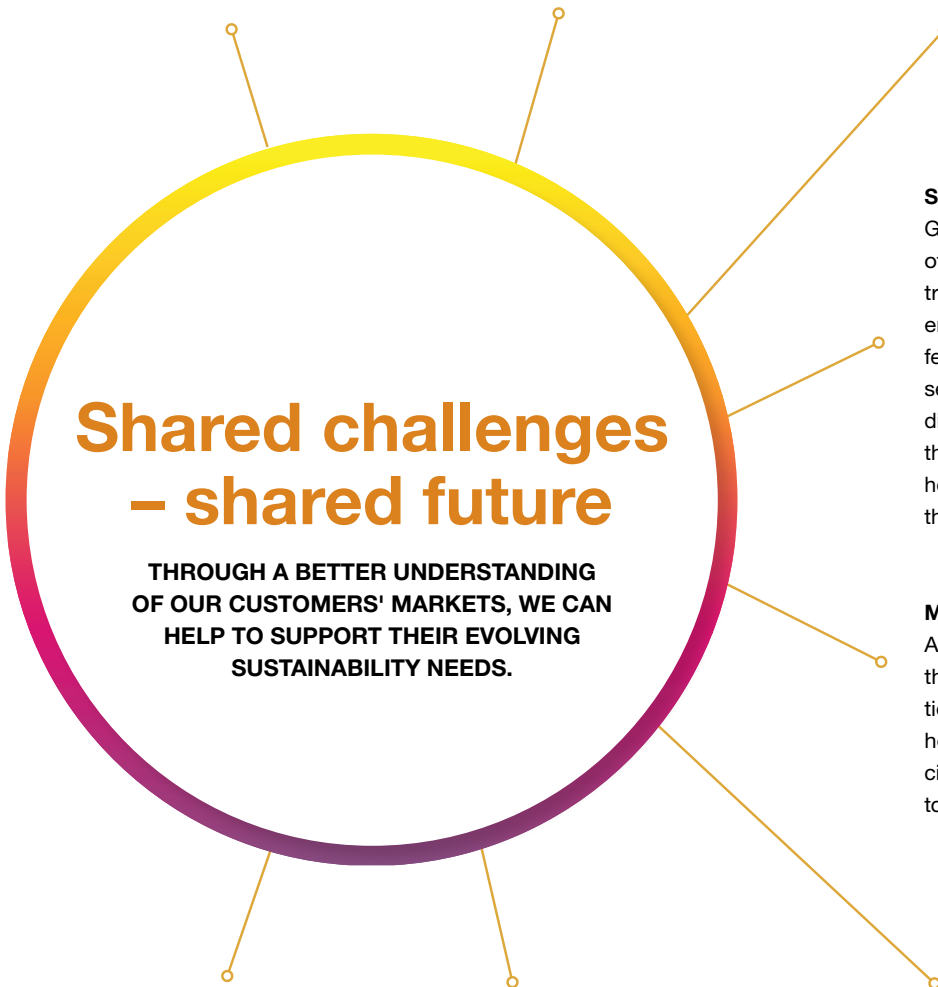 Shared challenges
– shared future
THROUGH A BETTER UNDERSTANDING
OF OUR CUSTOMERS' MARKETS, WE CAN
HELP TO SUPPORT THEIR EVOLVING
SUSTAINABILITY NEEDS.